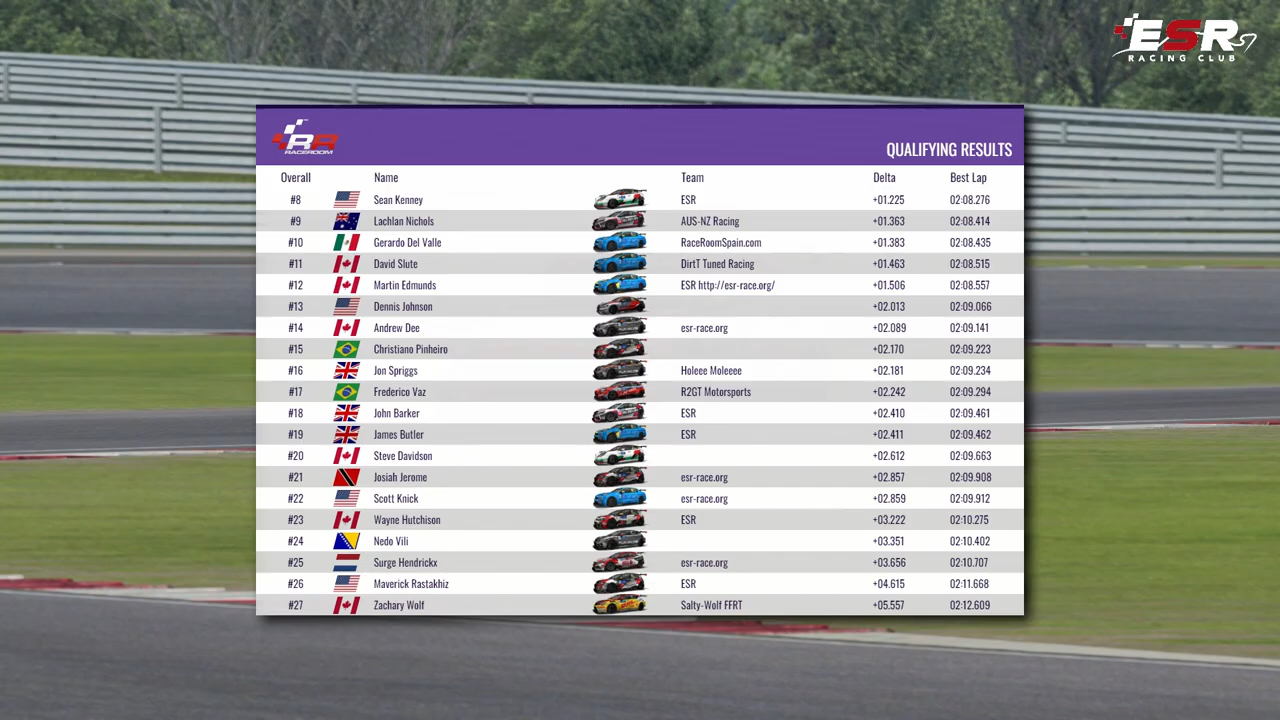 ESR
RACING CLUB
RR
RACEROOM
QUALIFYING RESULTS
Overall Name Team Delta Best Lap
#8 Sean Kenney ESR +01.225 02:08.276
#9 Lachlan Nichols AUS-NZ Racing +01.363 02:08.414
#10 Gerardo Del Valle RaceRoomSpain.com +01.383 02:08.435
#11 David Slute DirtT Tuned Racing +01.463 02:08.515
#12 Martin Edmunds ESR http://esr-race.org/ +01.506 02:08.557
#13 Dennis Johnson +02.013 02:09.066
#14 Andrew Dee esr-race.org +02.089 02:09.141
#15 Christiano Pinheiro +02.170 02:09.223
#16 Jon Spriggs Holeee Moleeee +02.181 02:09.234
#17 Frederico Vaz R2GT Motorsports +02.242 02:09.294
#18 John Barker ESR +02.410 02:09.461
#19 James Butler ESR +02.411 02:09.462
#20 Steve Davidson +02.612 02:09.663
#21 Josiah Jerome esr-race.org +02.857 02:09.908
#22 Scott Knick esr-race.org +02.859 02:09.912
#23 Wayne Hutchison ESR +03.222 02:10.275
#24 Nedo Vili +03.351 02:10.402
#25 Surge Hendrickx esr-race.org +03.656 02:10.707
#26 Maverick Rastakhiz ESR +04.615 02:11.668
#27 Zachary Wolf Salty-Wolf FFRT +05.557 02:12.609